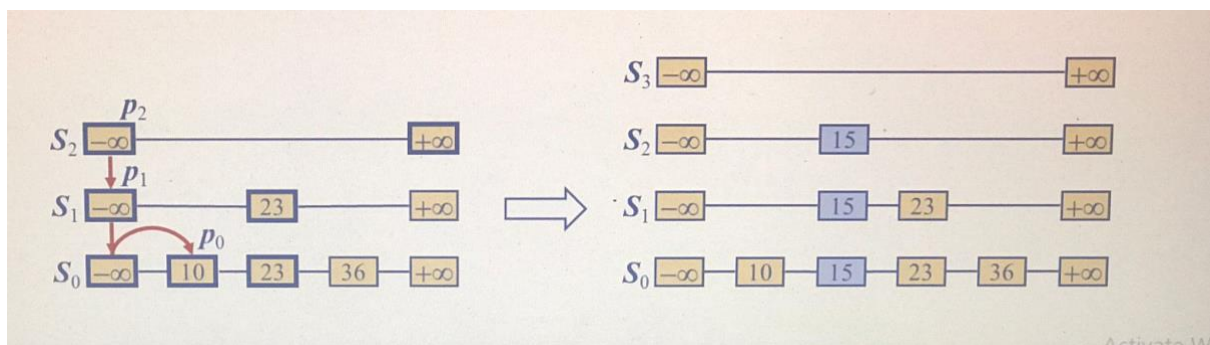 p₂
S₂ −∞ +∞
p₁
S₁ −∞ 23 +∞
p₀
S₀ −∞ 10 23 36 +∞
S₃ −∞ +∞
S₂ −∞ 15 +∞
S₁ −∞ 15 23 +∞
S₀ −∞ 10 15 23 36 +∞
Activate W